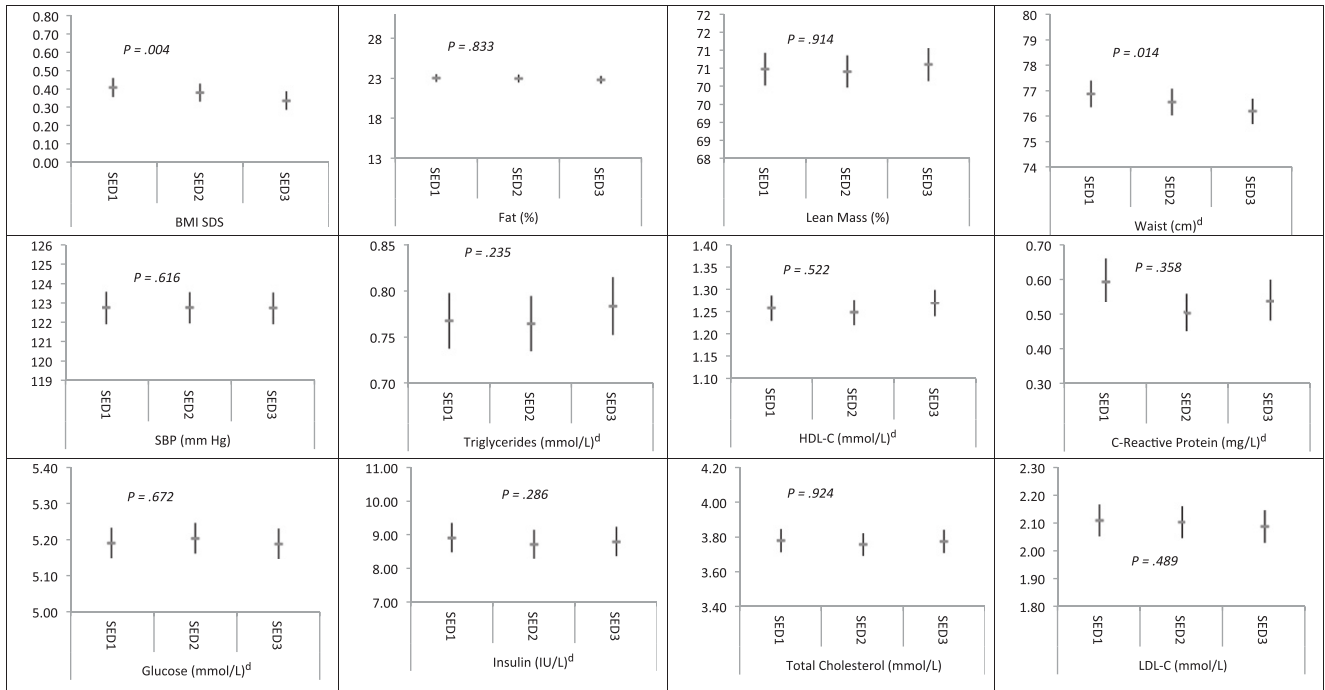 0.80
0.70
0.60
0.50
0.40
0.30
0.20
0.10
0.00
P = .004
SED1
SED2
SED3
BMI SDS
28
23
18
13
P = .833
SED1
SED2
SED3
Fat (%)
72
72
71
71
70
70
69
69
68
P = .914
SED1
SED2
SED3
Lean Mass (%)
80
79
78
77
76
75
74
P = .014
SED1
SED2
SED3
Waist (cm)d
126
125
124
123
122
121
120
119
P = .616
SED1
SED2
SED3
SBP (mm Hg)
0.85
0.80
0.75
0.70
P = .235
SED1
SED2
SED3
Triglycerides (mmol/L)d
1.40
1.35
1.30
1.25
1.20
1.15
1.10
P = .522
SED1
SED2
SED3
HDL-C (mmol/L)d
0.70
0.60
0.50
0.40
0.30
P = .358
SED1
SED2
SED3
C-Reactive Protein (mg/L)d
5.40
5.30
5.20
5.10
5.00
P = .672
SED1
SED2
SED3
Glucose (mmol/L)d
11.00
10.00
9.00
8.00
7.00
P = .286
SED1
SED2
SED3
Insulin (IU/L)d
4.20
4.00
3.80
3.60
3.40
P = .924
SED1
SED2
SED3
Total Cholesterol (mmol/L)
2.30
2.20
2.10
2.00
1.90
1.80
P = .489
SED1
SED2
SED3
LDL-C (mmol/L)